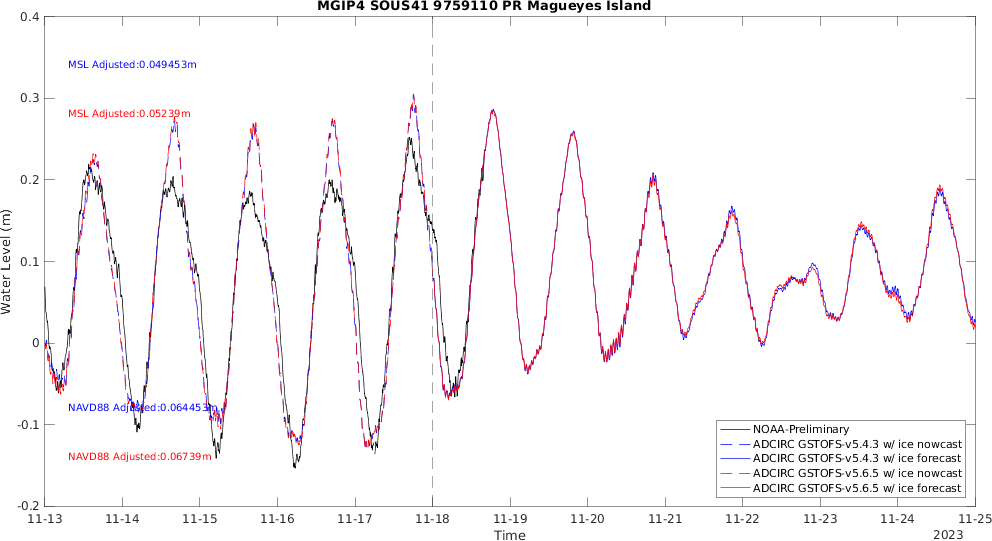 MGIP4 SOUS41 9759110 PR Magueyes Island
0.4
0.3
0.2
0.1
0
-0.1
-0.2
Water Level (m)
MSL Adjusted:0.049453m
MSL Adjusted:0.05239m
NAVD88 Adjusted:0.064453m
NAVD88 Adjusted:0.06739m
NOAA-Preliminary
ADCIRC GSTOFS-v5.4.3 w/ ice nowcast
ADCIRC GSTOFS-v5.4.3 w/ ice forecast
ADCIRC GSTOFS-v5.6.5 w/ ice nowcast
ADCIRC GSTOFS-v5.6.5 w/ ice forecast
11-13 11-14 11-15 11-16 11-17 11-18 11-19 11-20 11-21 11-22 11-23 11-24 11-25
Time
2023